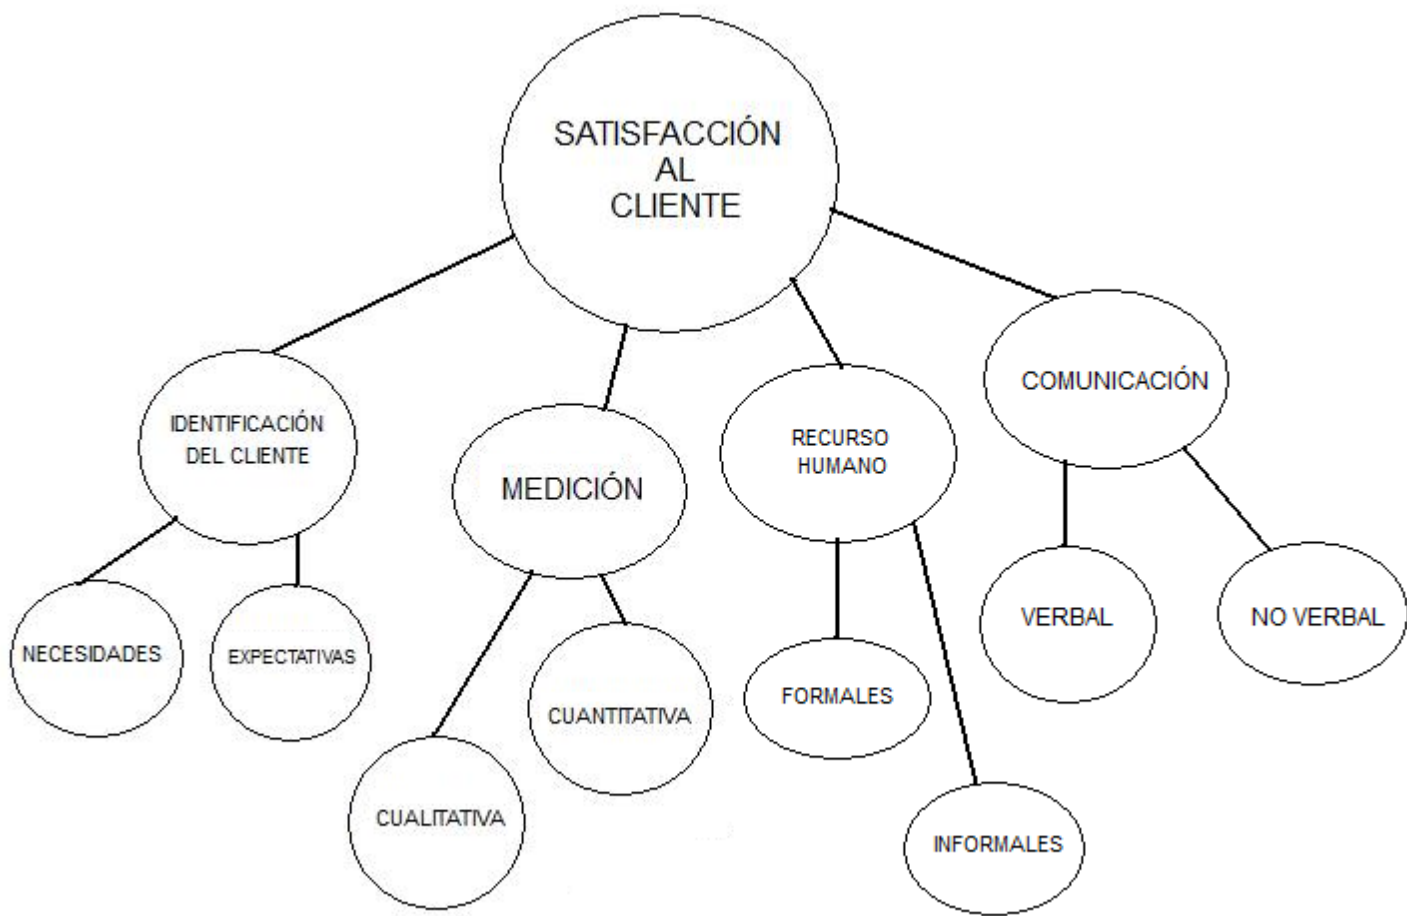 SATISFACCIÓN
AL
CLIENTE
IDENTIFICACIÓN
DEL CLIENTE
MEDICIÓN
RECURSO
HUMANO
COMUNICACIÓN
NECESIDADES
EXPECTATIVAS
CUALITATIVA
CUANTITATIVA
FORMALES
INFORMALES
VERBAL
NO VERBAL